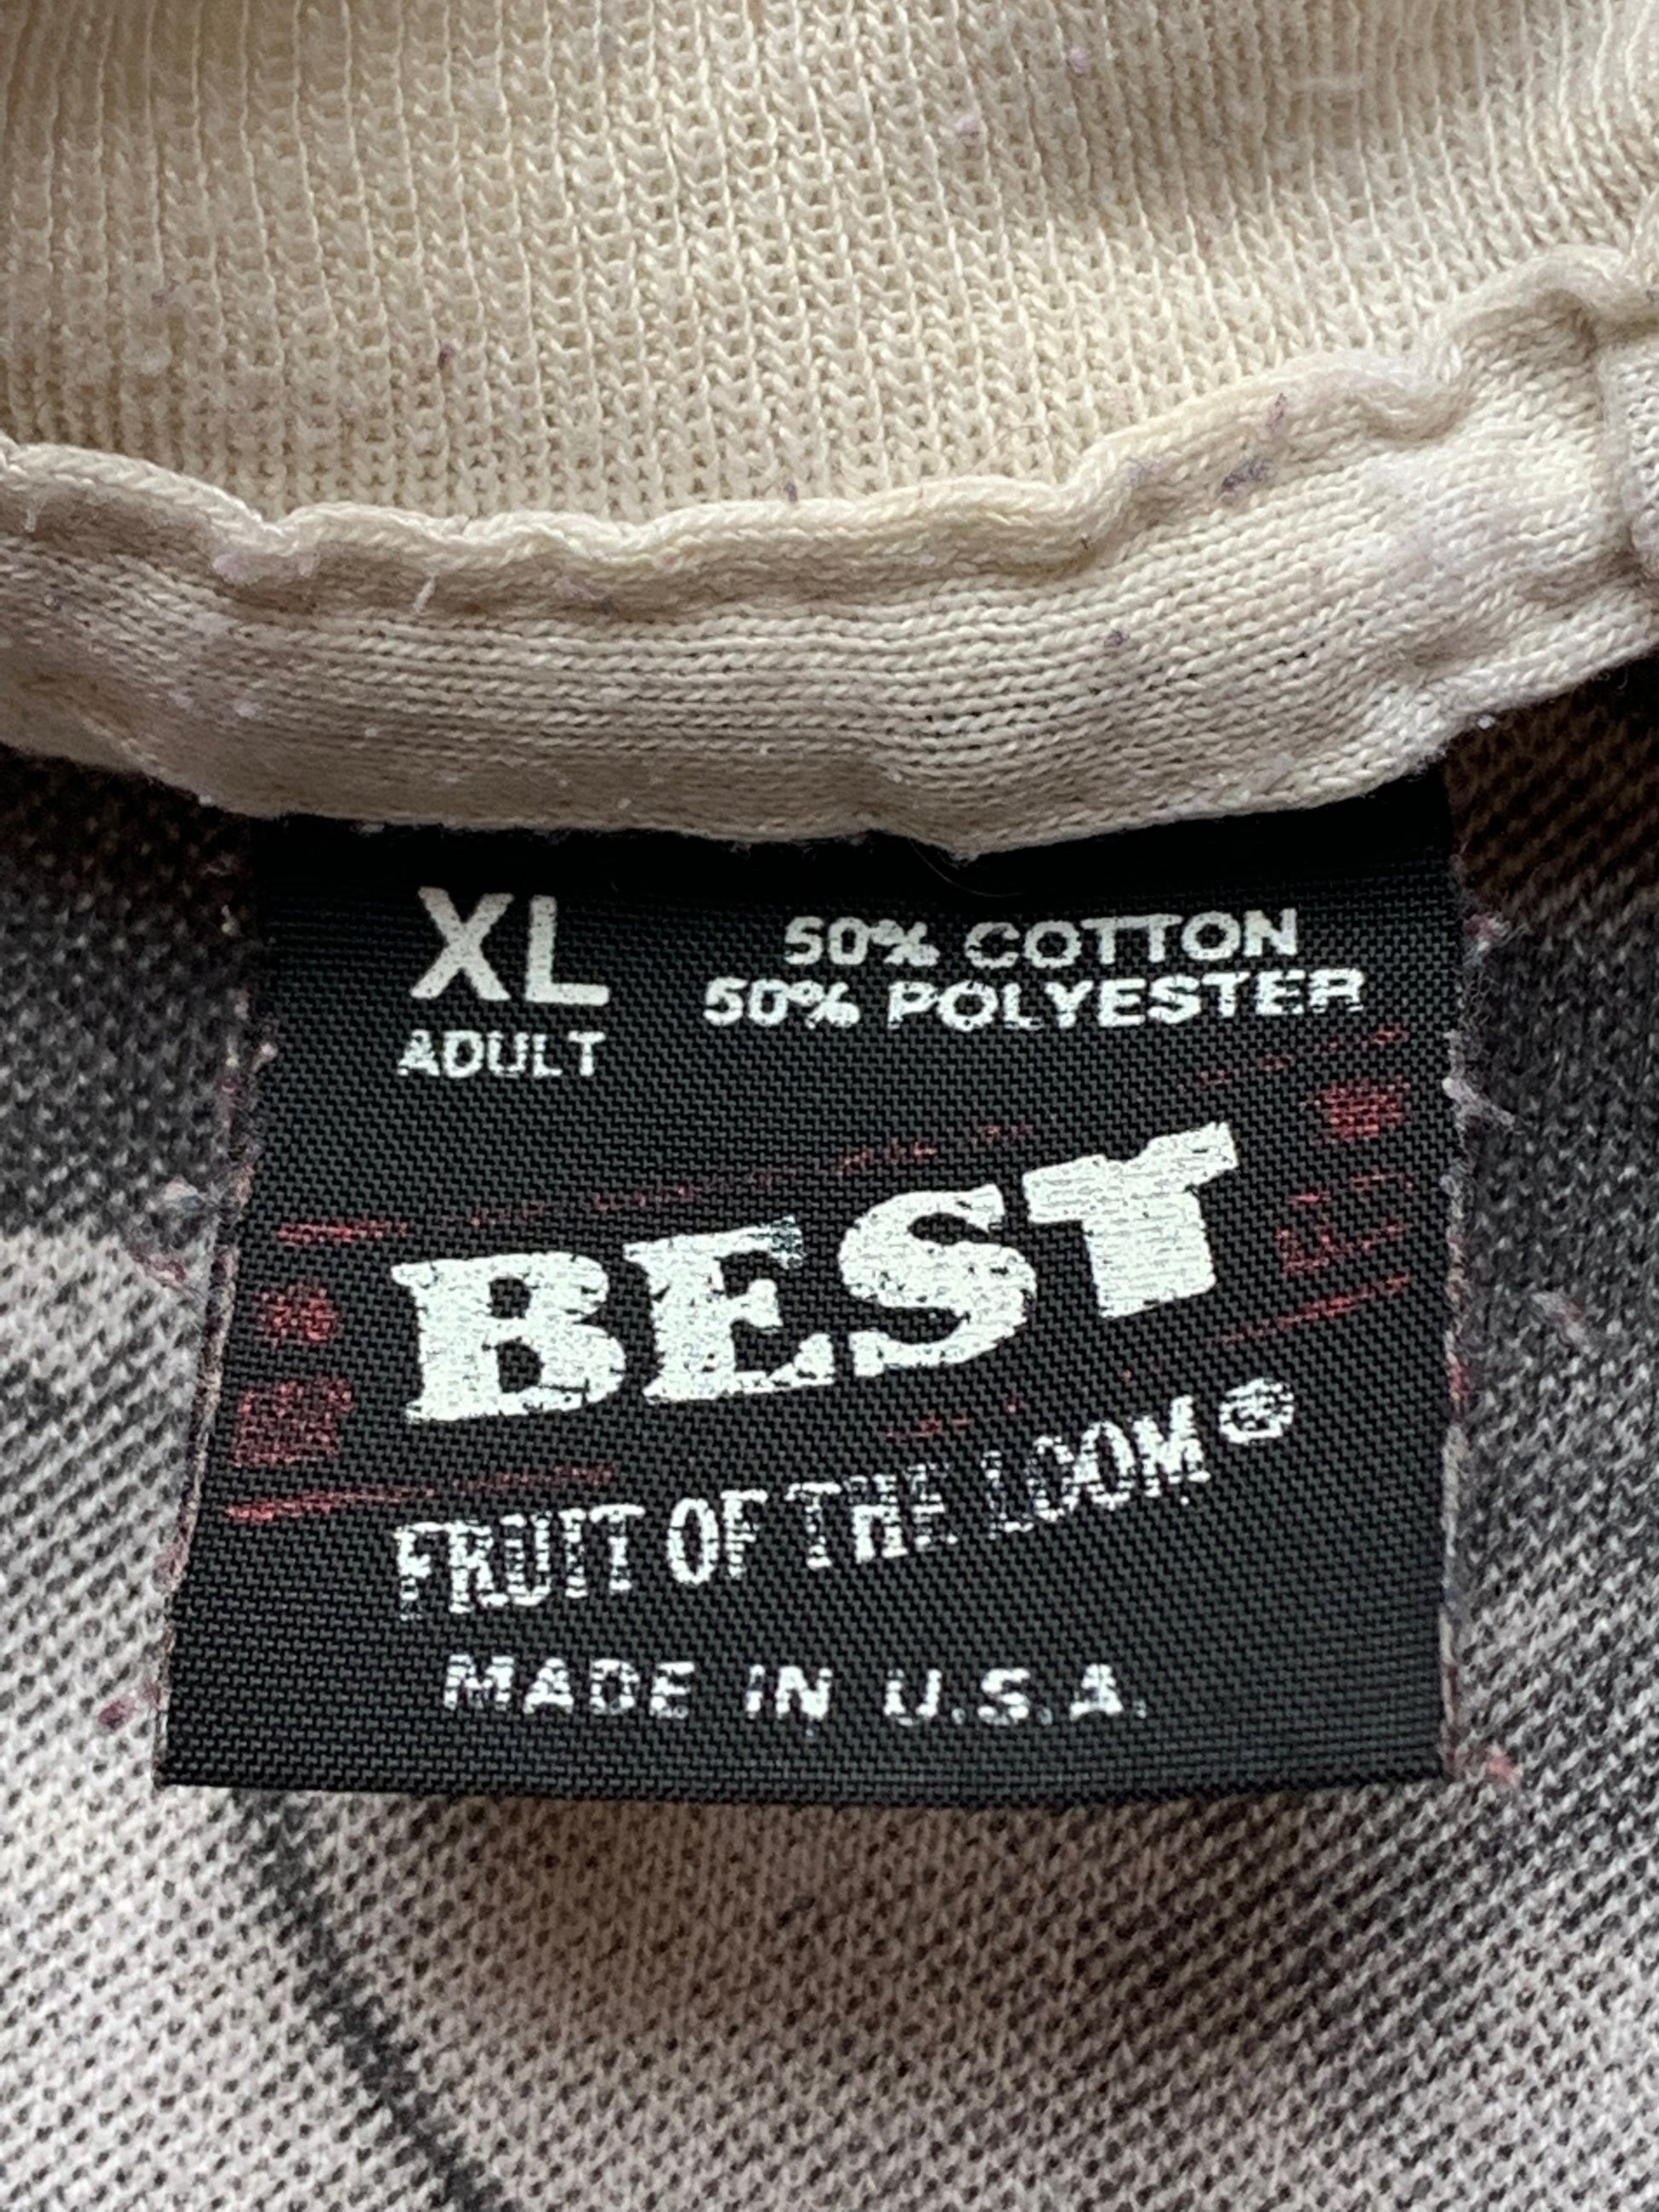 XL
ADULT
50% COTTON
50% POLYESTER
BEST
FRUIT OF THE LOOM®
MADE IN U.S.A.